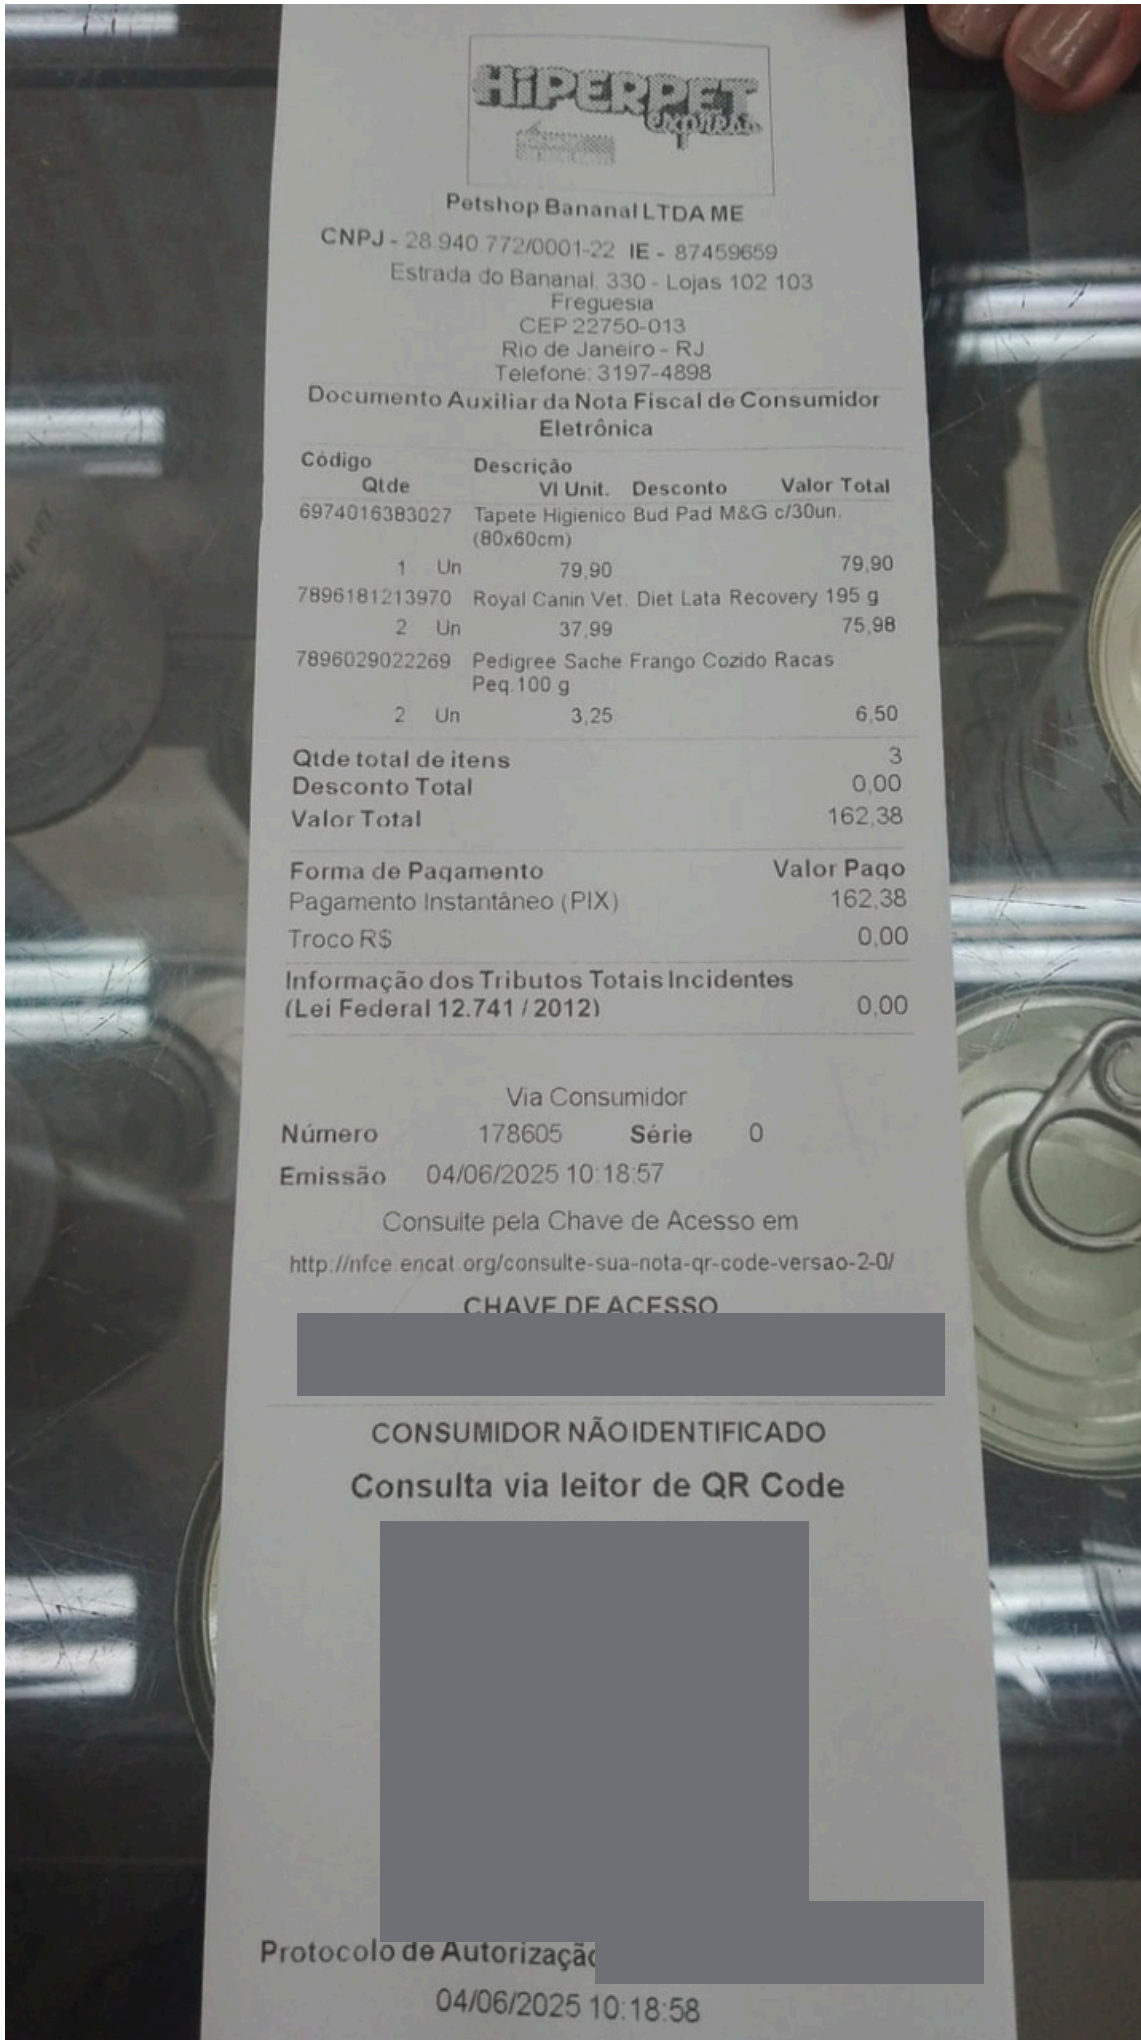 HiPERPET
express
Petshop Bananal LTDA ME
CNPJ - 28.940.772/0001-22 IE - 87459659
Estrada do Bananal, 330 - Lojas 102 103
Freguesia
CEP 22750-013
Rio de Janeiro - RJ
Telefone: 3197-4898
Documento Auxiliar da Nota Fiscal de Consumidor
Eletrônica
Código Descrição
Qtde Vl Unit. Desconto Valor Total
6974016383027 Tapete Higienico Bud Pad M&G c/30un.
(80x60cm)
1 Un 79,90 79,90
7896181213970 Royal Canin Vet. Diet Lata Recovery 195 g
2 Un 37,99 75,98
7896029022269 Pedigree Sache Frango Cozido Racas
Peq.100 g
2 Un 3,25 6,50
Qtde total de itens 3
Desconto Total 0,00
Valor Total 162,38
Forma de Pagamento Valor Pago
Pagamento Instantâneo (PIX) 162,38
Troco R$ 0,00
Informação dos Tributos Totais Incidentes
(Lei Federal 12.741 / 2012) 0,00
Via Consumidor
Número 178605 Série 0
Emissão 04/06/2025 10:18:57
Consulte pela Chave de Acesso em
http://nfce.encat.org/consulte-sua-nota-qr-code-versao-2-0/
CHAVE DE ACESSO
CONSUMIDOR NÃO IDENTIFICADO
Consulta via leitor de QR Code
Protocolo de Autorização
04/06/2025 10:18:58